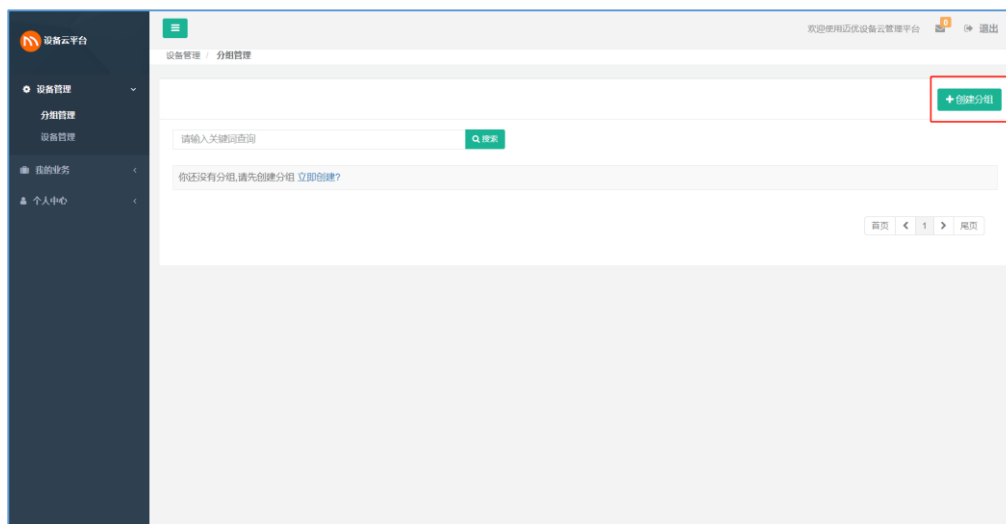 设备云平台
欢迎使用迈优设备云管理平台 0 退出
设备管理 / 分组管理
设备管理
分组管理
设备管理
我的业务
个人中心
+创建分组
请输入关键词查询 搜索
你还没有分组,请先创建分组 立即创建?
首页 1 尾页